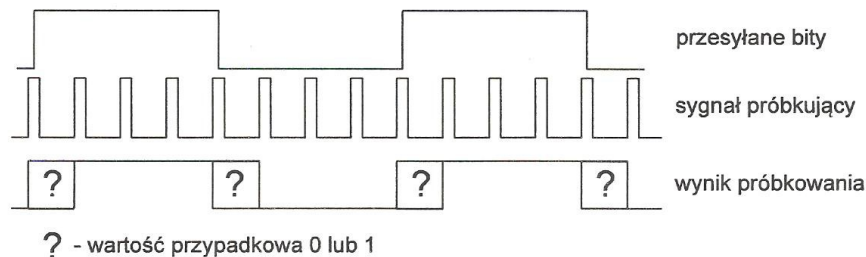 przesyłane bity
sygnał próbkujący
? ? ? ?
wynik próbkowania
? - wartość przypadkowa 0 lub 1